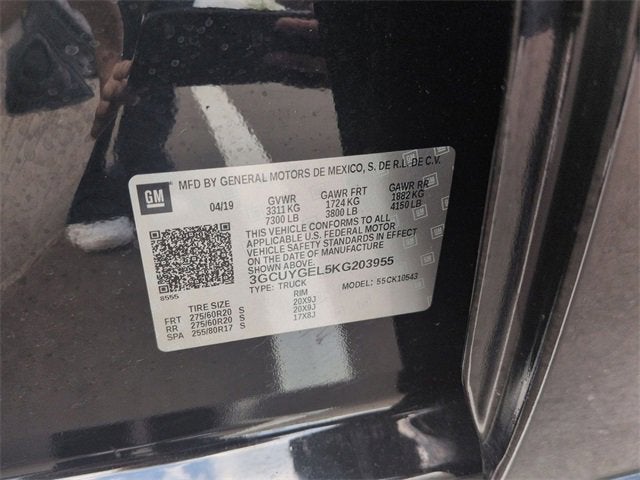 GM
MFD BY GENERAL MOTORS DE MEXICO, S. DE R.L. DE C.V.
04/19 GVWR GAWR FRT GAWR RR
3311 KG 1724 KG 1882 KG
7300 LB 3800 LB 4150 LB
THIS VEHICLE CONFORMS TO ALL
APPLICABLE U.S. FEDERAL MOTOR
VEHICLE SAFETY STANDARDS IN EFFECT
ON THE DATE OF MANUFACTURE
3GCUYGEL5KG203955
8555 TYPE: TRUCK MODEL: 55CK10543
TIRE SIZE RIM
FRT 275/60R20 S 20X9J
RR 275/60R20 S 20X9J
SPA 255/80R17 S 17X8J